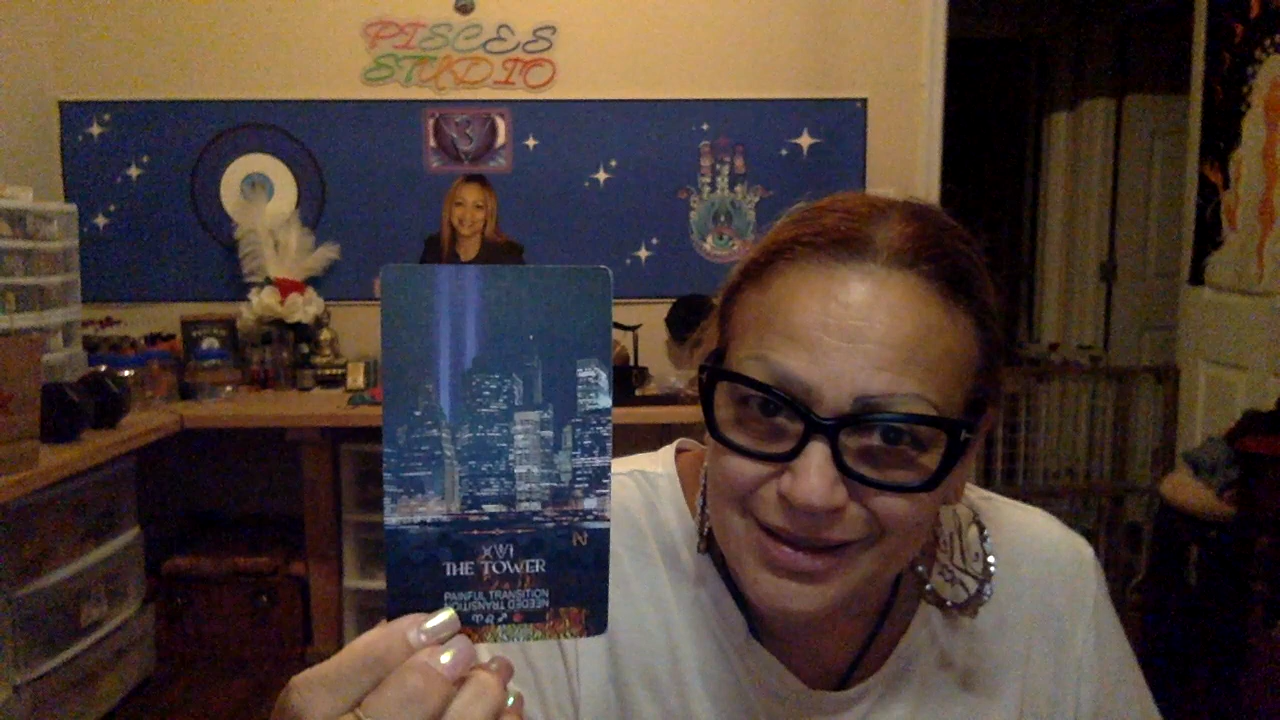 PISCES
STUDIO
N
XVI
THE TOWER
PAINFUL TRANSITION
NEEDED TRANSITION
♈♌♐